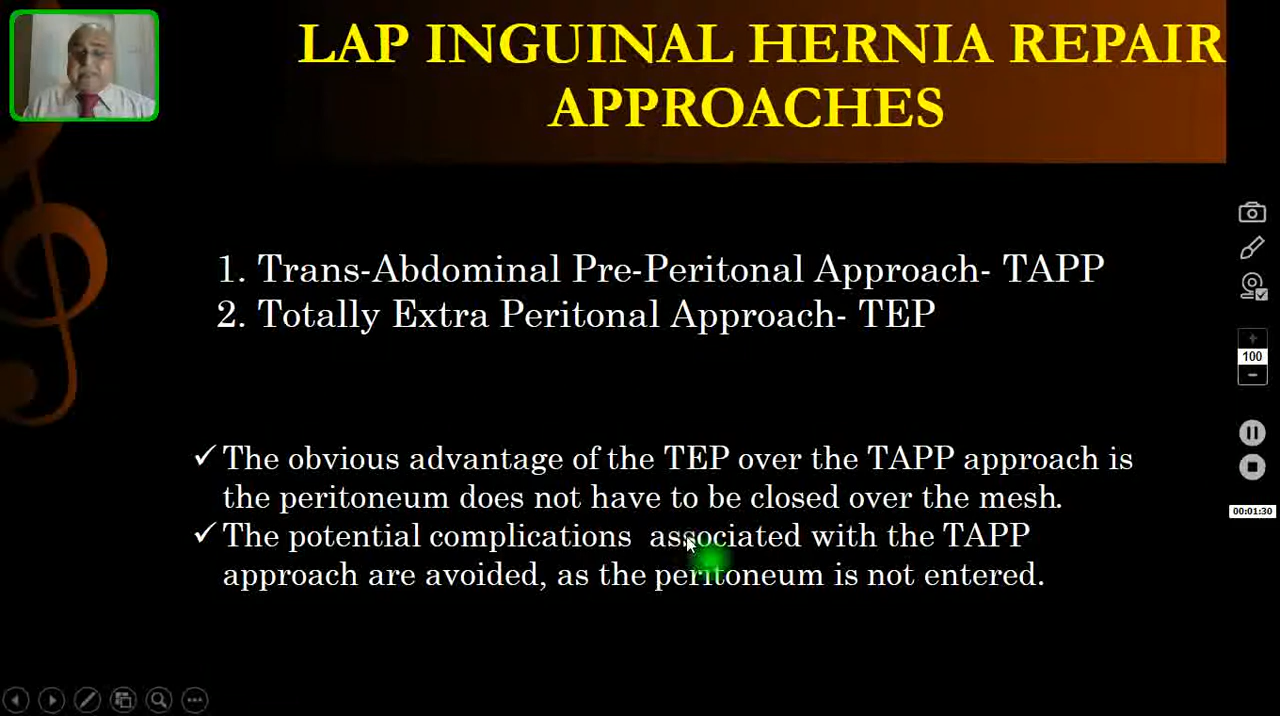 LAP INGUINAL HERNIA REPAIR
APPROACHES
1. Trans-Abdominal Pre-Peritonal Approach- TAPP
2. Totally Extra Peritonal Approach- TEP
✓ The obvious advantage of the TEP over the TAPP approach is
the peritoneum does not have to be closed over the mesh.
✓ The potential complications associated with the TAPP
approach are avoided, as the peritoneum is not entered.
100
00:01:30